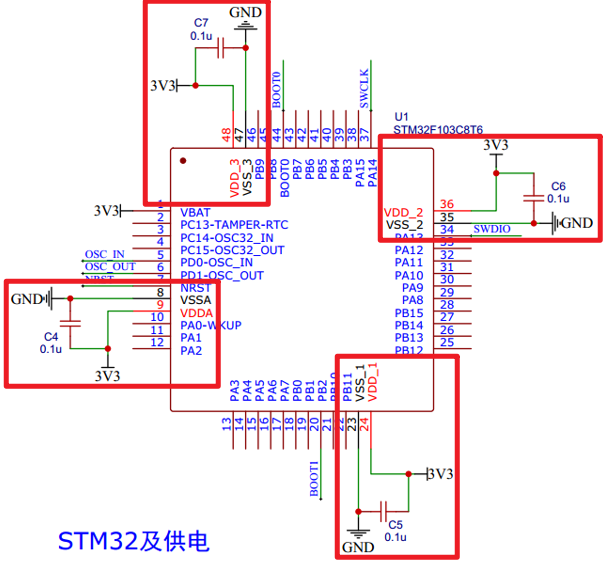 GND
C7
0.1u
3V3
BOOT0
SWCLK
U1
STM32F103C8T6
48
47
46
45
44
43
42
41
40
39
38
37
VDD_3
VSS_3
PB9
PB8
BOOT0
PB7
PB6
PB5
PB4
PB3
PA15
PA14
3V3
C6
0.1u
GND
36
35
34
33
32
31
30
29
28
27
26
25
VDD_2
VSS_2
PA13
PA12
PA11
PA10
PA9
PA8
PB15
PB14
PB13
PB12
SWDIO
3V3
1
2
3
4
5
6
7
8
9
10
11
12
VBAT
PC13-TAMPER-RTC
PC14-OSC32_IN
PC15-OSC32_OUT
PD0-OSC_IN
PD1-OSC_OUT
NRST
VSSA
VDDA
PA0-WKUP
PA1
PA2
OSC_IN
OSC_OUT
NRST
GND
C4
0.1u
3V3
PA3
PA4
PA5
PA6
PA7
PB0
PB1
PB2
PB10
PB11
VSS_1
VDD_1
13
14
15
16
17
18
19
20
21
22
23
24
BOOT1
3V3
C5
0.1u
GND
STM32及供电